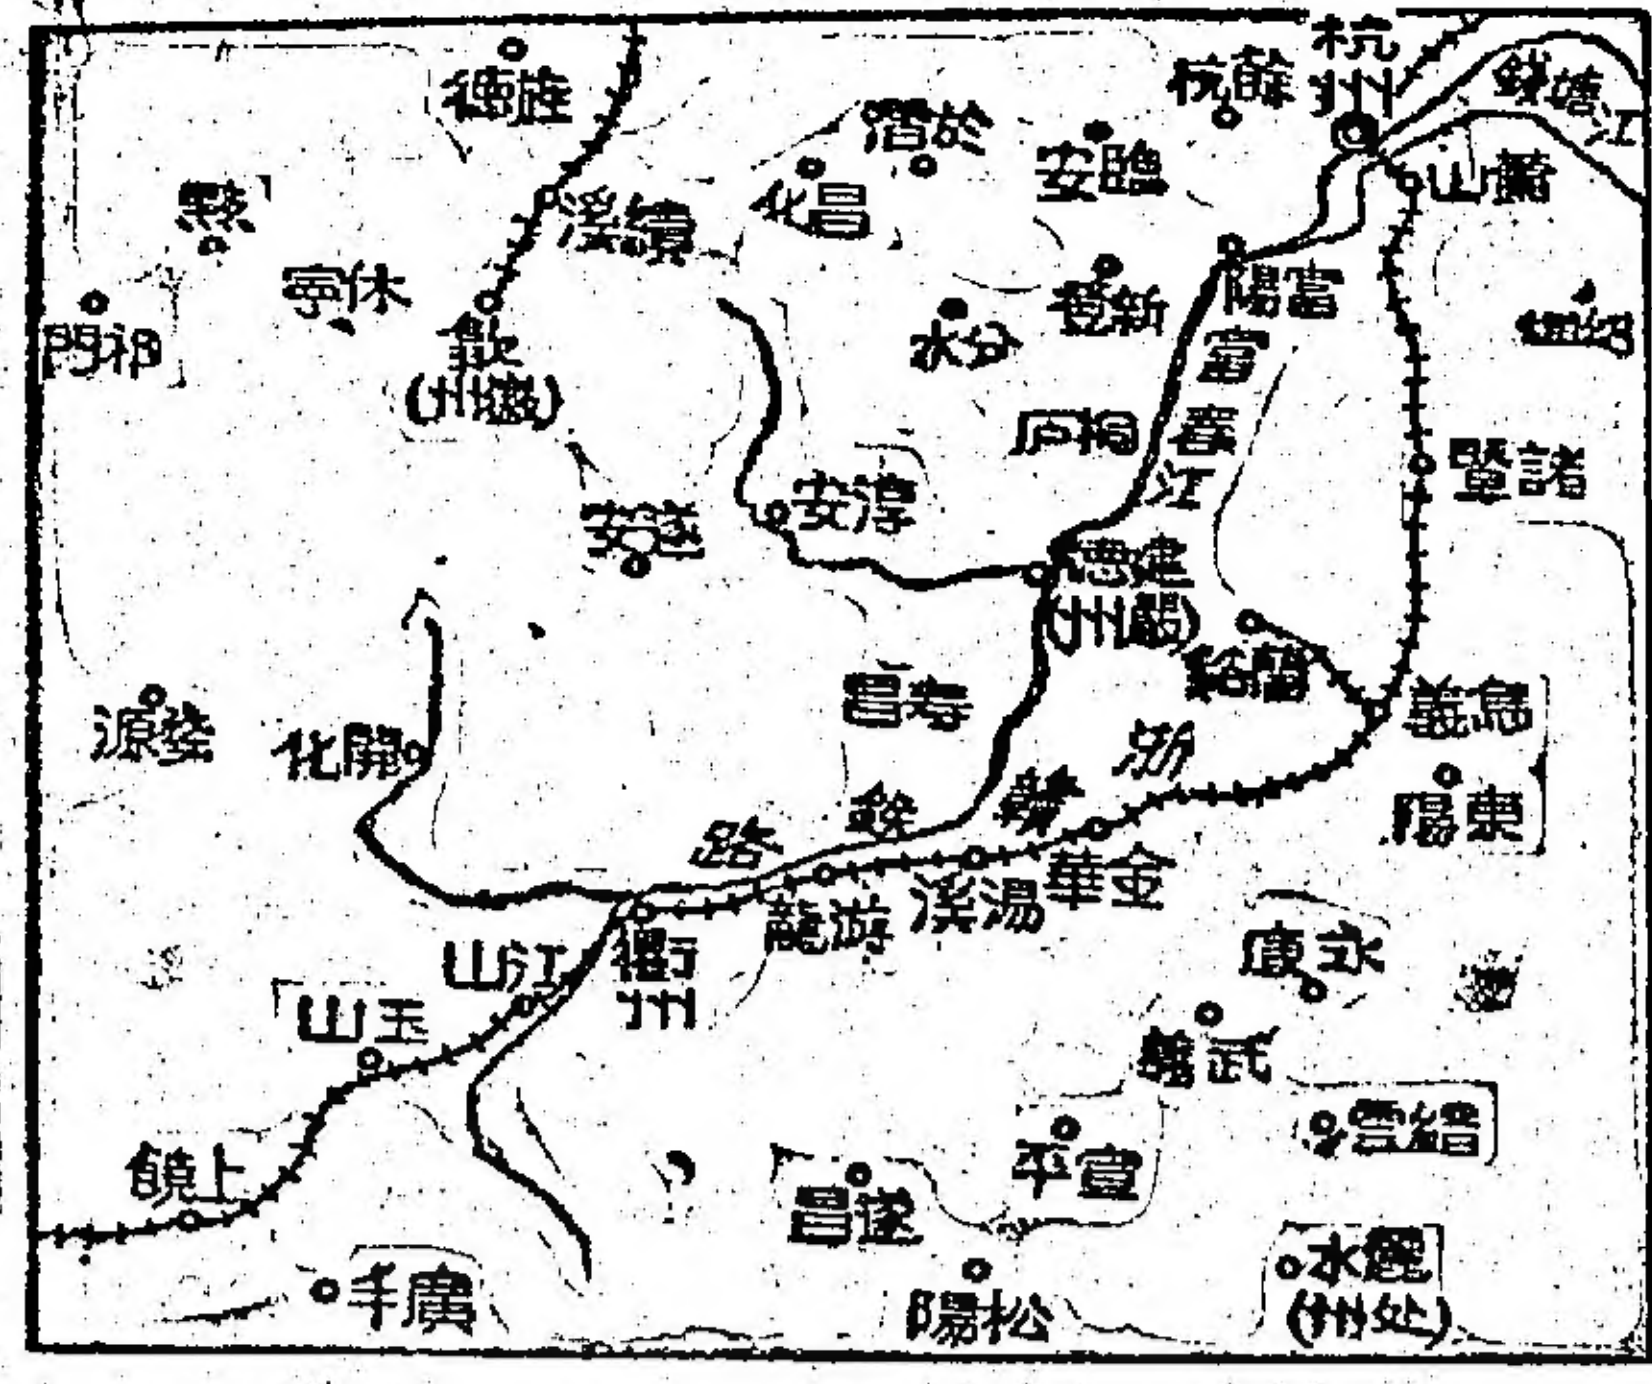 杭州
錢塘江
旌德
餘杭
於潛
臨安
蕭山
昌化
黟
績溪
休寧
富陽
祁門
歙
(徽州)
新登
分水
富春江
桐廬
諸暨
淳安
遂安
建德
(嚴州)
蘭谿
壽昌
義烏
婺源
開化
浙贛鐵路
東陽
金華
湯溪
龍游
衢州
江山
玉山
永康
武義
縉雲
上饒
宣平
遂昌
麗水
(处州)
廣丰
松陽